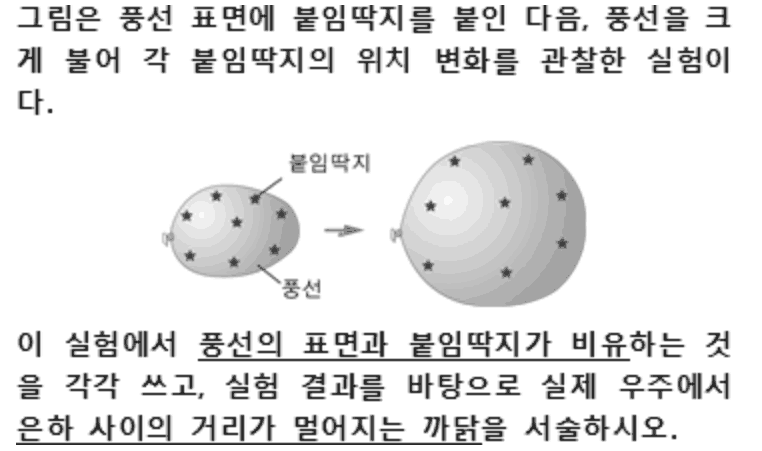 그림은 풍선 표면에 붙임딱지를 붙인 다음, 풍선을 크
게 불어 각 붙임딱지의 위치 변화를 관찰한 실험이
다.
붙임딱지
풍선
이 실험에서 풍선의 표면과 붙임딱지가 비유하는 것
을 각각 쓰고, 실험 결과를 바탕으로 실제 우주에서
은하 사이의 거리가 멀어지는 까닭을 서술하시오.